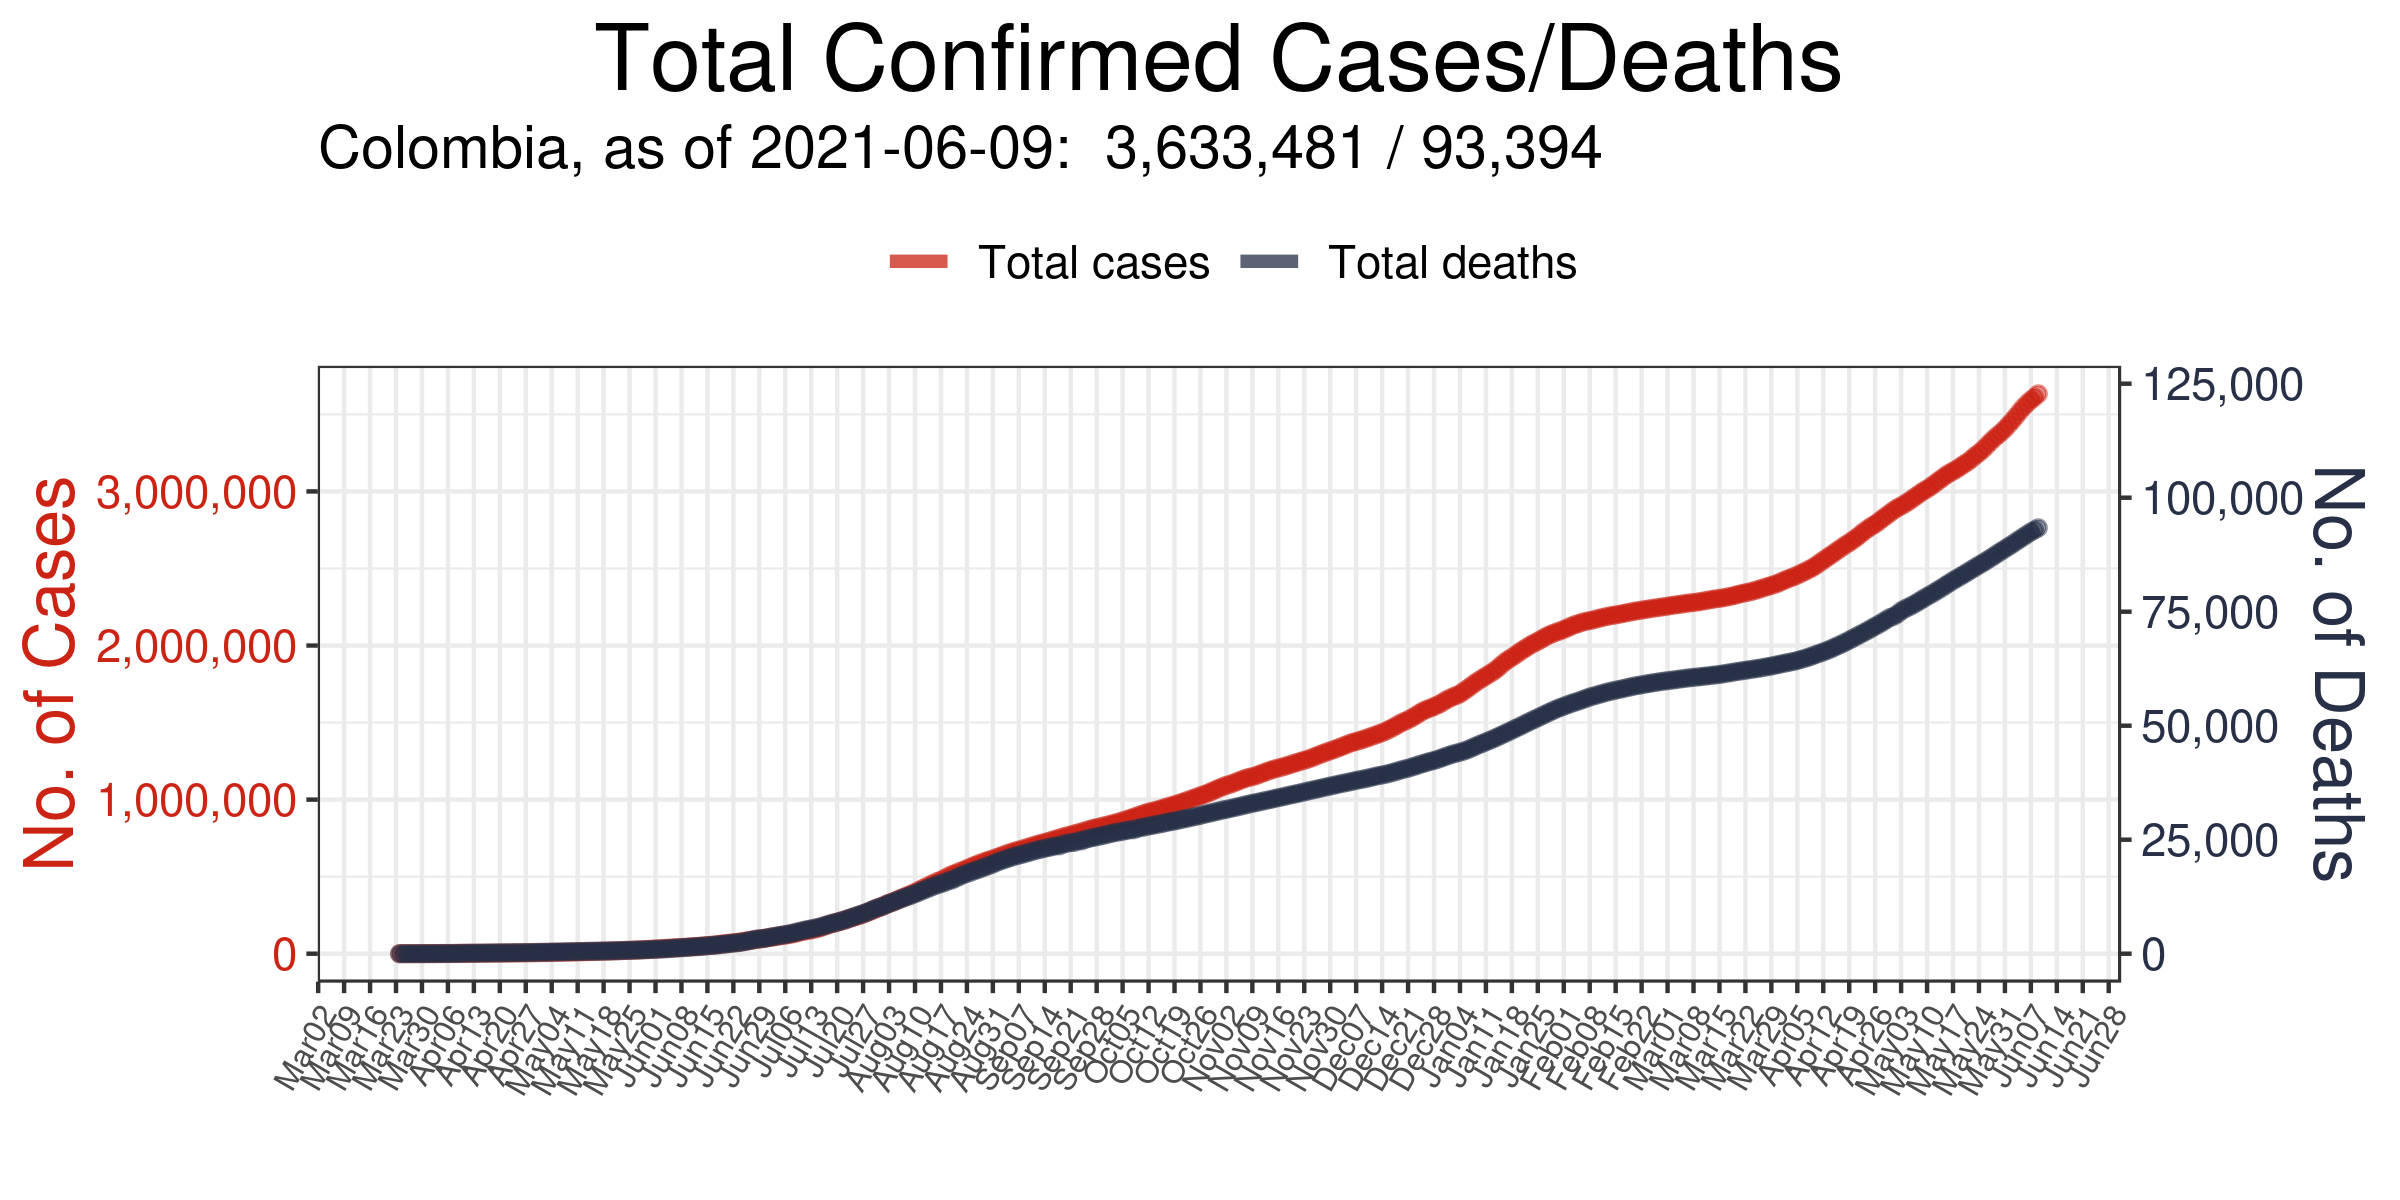 Total Confirmed Cases/Deaths
Colombia, as of 2021-06-09:  3,633,481 / 93,394
Total cases
Total deaths
No. of Cases
3,000,000
2,000,000
1,000,000
0
125,000
100,000
75,000
50,000
25,000
0
No. of Deaths
Mar02
Mar09
Mar16
Mar23
Mar30
Apr06
Apr13
Apr20
Apr27
May04
May11
May18
May25
Jun01
Jun08
Jun15
Jun22
Jun29
Jul06
Jul13
Jul20
Jul27
Aug03
Aug10
Aug17
Aug24
Aug31
Sep07
Sep14
Sep21
Sep28
Oct05
Oct12
Oct19
Oct26
Nov02
Nov09
Nov16
Nov23
Nov30
Dec07
Dec14
Dec21
Dec28
Jan04
Jan11
Jan18
Jan25
Feb01
Feb08
Feb15
Feb22
Mar01
Mar08
Mar15
Mar22
Mar29
Apr05
Apr12
Apr19
Apr26
May03
May10
May17
May24
May31
Jun07
Jun14
Jun21
Jun28